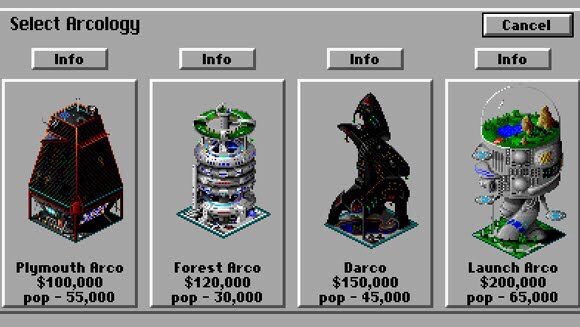 Select Arcology
Cancel
Info
Info
Info
Info
Plymouth Arco
$100,000
pop - 55,000
Forest Arco
$120,000
pop - 30,000
Darco
$150,000
pop - 45,000
Launch Arco
$200,000
pop - 65,000